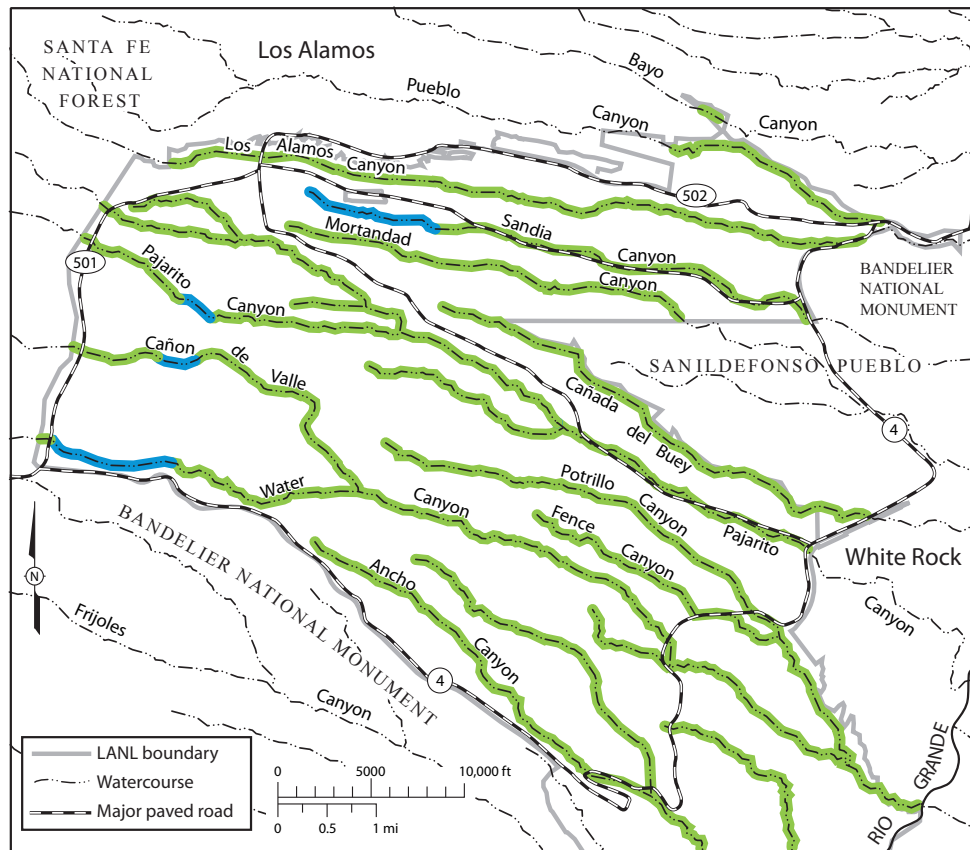 SANTA FE
NATIONAL
FOREST
Los Alamos
Pueblo
Canyon
Bayo
Canyon
Los Alamos Canyon
502
501
Sandia
Canyon
Mortandad
Canyon
Pajarito
Canyon
BANDELIER
NATIONAL
MONUMENT
SANILDEFONSO PUEBLO
Cañon de Valle
Cañada del Buey
4
Water
Canyon
Potrillo
Canyon
Fence
Canyon
Pajarito
White Rock
Canyon
BANDELIER NATIONAL MONUMENT
Ancho
Canyon
N
Frijoles
Canyon
4
RIO GRANDE
LANL boundary
Watercourse
Major paved road
0 5000 10,000 ft
0 0.5 1 mi